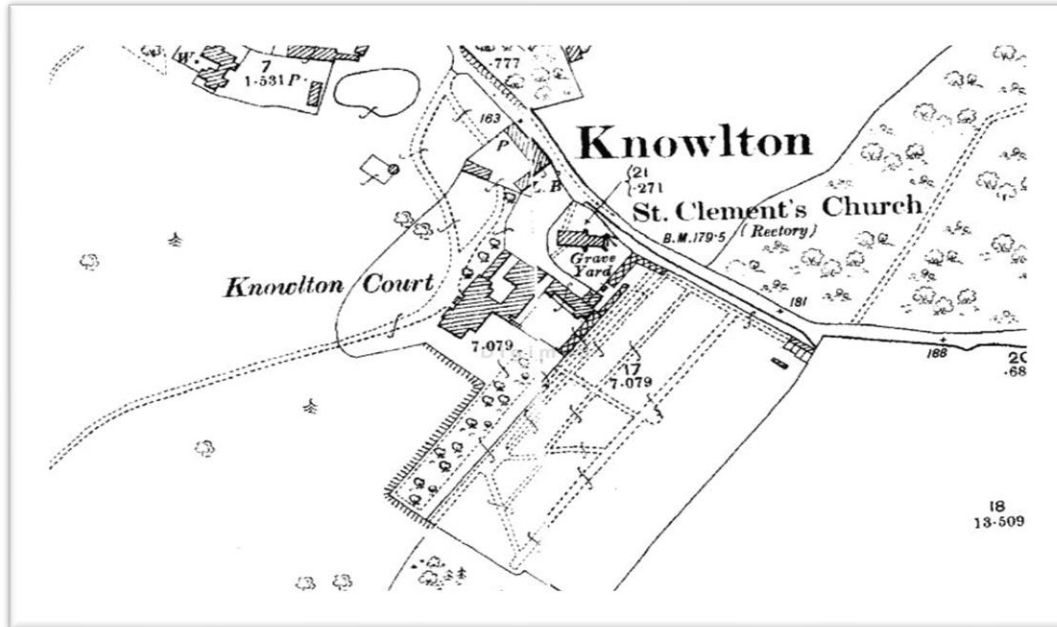 W.
7
1·531 P.
·777
163
Knowlton
P
L.B
21
·271
St. Clement's Church
B.M.179·5 (Rectory)
Grave
Yard
Knowlton Court
181
7·079
17
7·079
188
·68
18
13·509